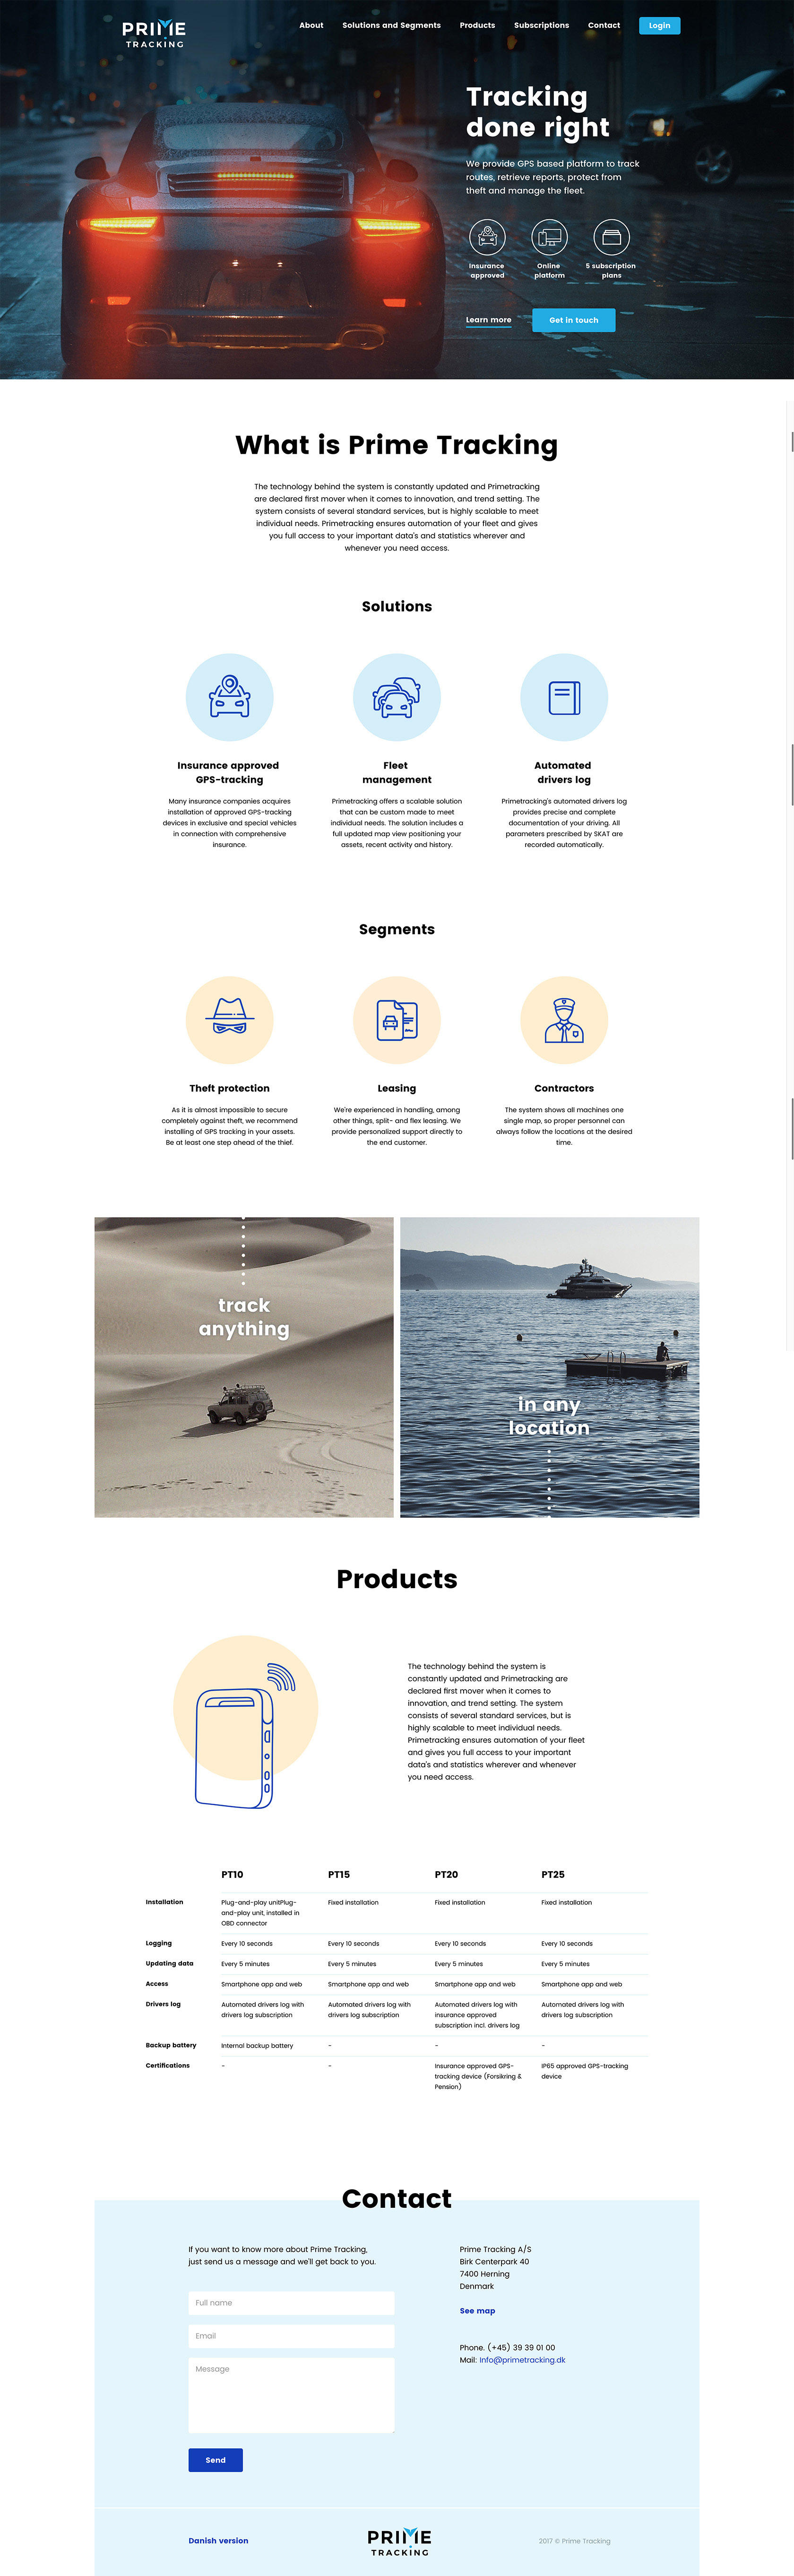 PRIME
TRACKING
About
Solutions and Segments
Products
Subscriptions
Contact
Login
Tracking
done right
We provide GPS based platform to track
routes, retrieve reports, protect from
theft and manage the fleet.
Insurance
approved
Online
platform
5 subscription
plans
Learn more
Get in touch
What is Prime Tracking
The technology behind the system is constantly updated and Primetracking
are declared first mover when it comes to innovation, and trend setting. The
system consists of several standard services, but is highly scalable to meet
individual needs. Primetracking ensures automation of your fleet and gives
you full access to your important data's and statistics wherever and
whenever you need access.
Solutions
Insurance approved
GPS-tracking
Many insurance companies acquires
installation of approved GPS-tracking
devices in exclusive and special vehicles
in connection with comprehensive
insurance.
Fleet
management
Primetracking offers a scalable solution
that can be custom made to meet
individual needs. The solution includes a
full updated map view positioning your
assets, recent activity and history.
Automated
drivers log
Primetracking's automated drivers log
provides precise and complete
documentation of your driving. All
parameters prescribed by SKAT are
recorded automatically.
Segments
Theft protection
As it is almost impossible to secure
completely against theft, we recommend
installing of GPS tracking in your assets.
Be at least one step ahead of the thief.
Leasing
We're experienced in handling, among
other things, split- and flex leasing. We
provide personalized support directly to
the end customer.
Contractors
The system shows all machines one
single map, so proper personnel can
always follow the locations at the desired
time.
track
anything
in any
location
Products
The technology behind the system is
constantly updated and Primetracking are
declared first mover when it comes to
innovation, and trend setting. The system
consists of several standard services, but is
highly scalable to meet individual needs.
Primetracking ensures automation of your fleet
and gives you full access to your important
data's and statistics wherever and whenever
you need access.
PT10
PT15
PT20
PT25
Installation
Plug-and-play unitPlug-
and-play unit, installed in
OBD connector
Fixed installation
Fixed installation
Fixed installation
Logging
Every 10 seconds
Every 10 seconds
Every 10 seconds
Every 10 seconds
Updating data
Every 5 minutes
Every 5 minutes
Every 5 minutes
Every 5 minutes
Access
Smartphone app and web
Smartphone app and web
Smartphone app and web
Smartphone app and web
Drivers log
Automated drivers log with
drivers log subscription
Automated drivers log with
drivers log subscription
Automated drivers log with
insurance approved
subscription incl. drivers log
Automated drivers log with
drivers log subscription
Backup battery
Internal backup battery
-
-
-
Certifications
-
-
Insurance approved GPS-
tracking device (Forsikring &
Pension)
IP65 approved GPS-tracking
device
Contact
If you want to know more about Prime Tracking,
just send us a message and we'll get back to you.
Full name
Email
Message
Send
Prime Tracking A/S
Birk Centerpark 40
7400 Herning
Denmark
See map
Phone. (+45) 39 39 01 00
Mail: Info@primetracking.dk
Danish version
PRIME
TRACKING
2017 © Prime Tracking